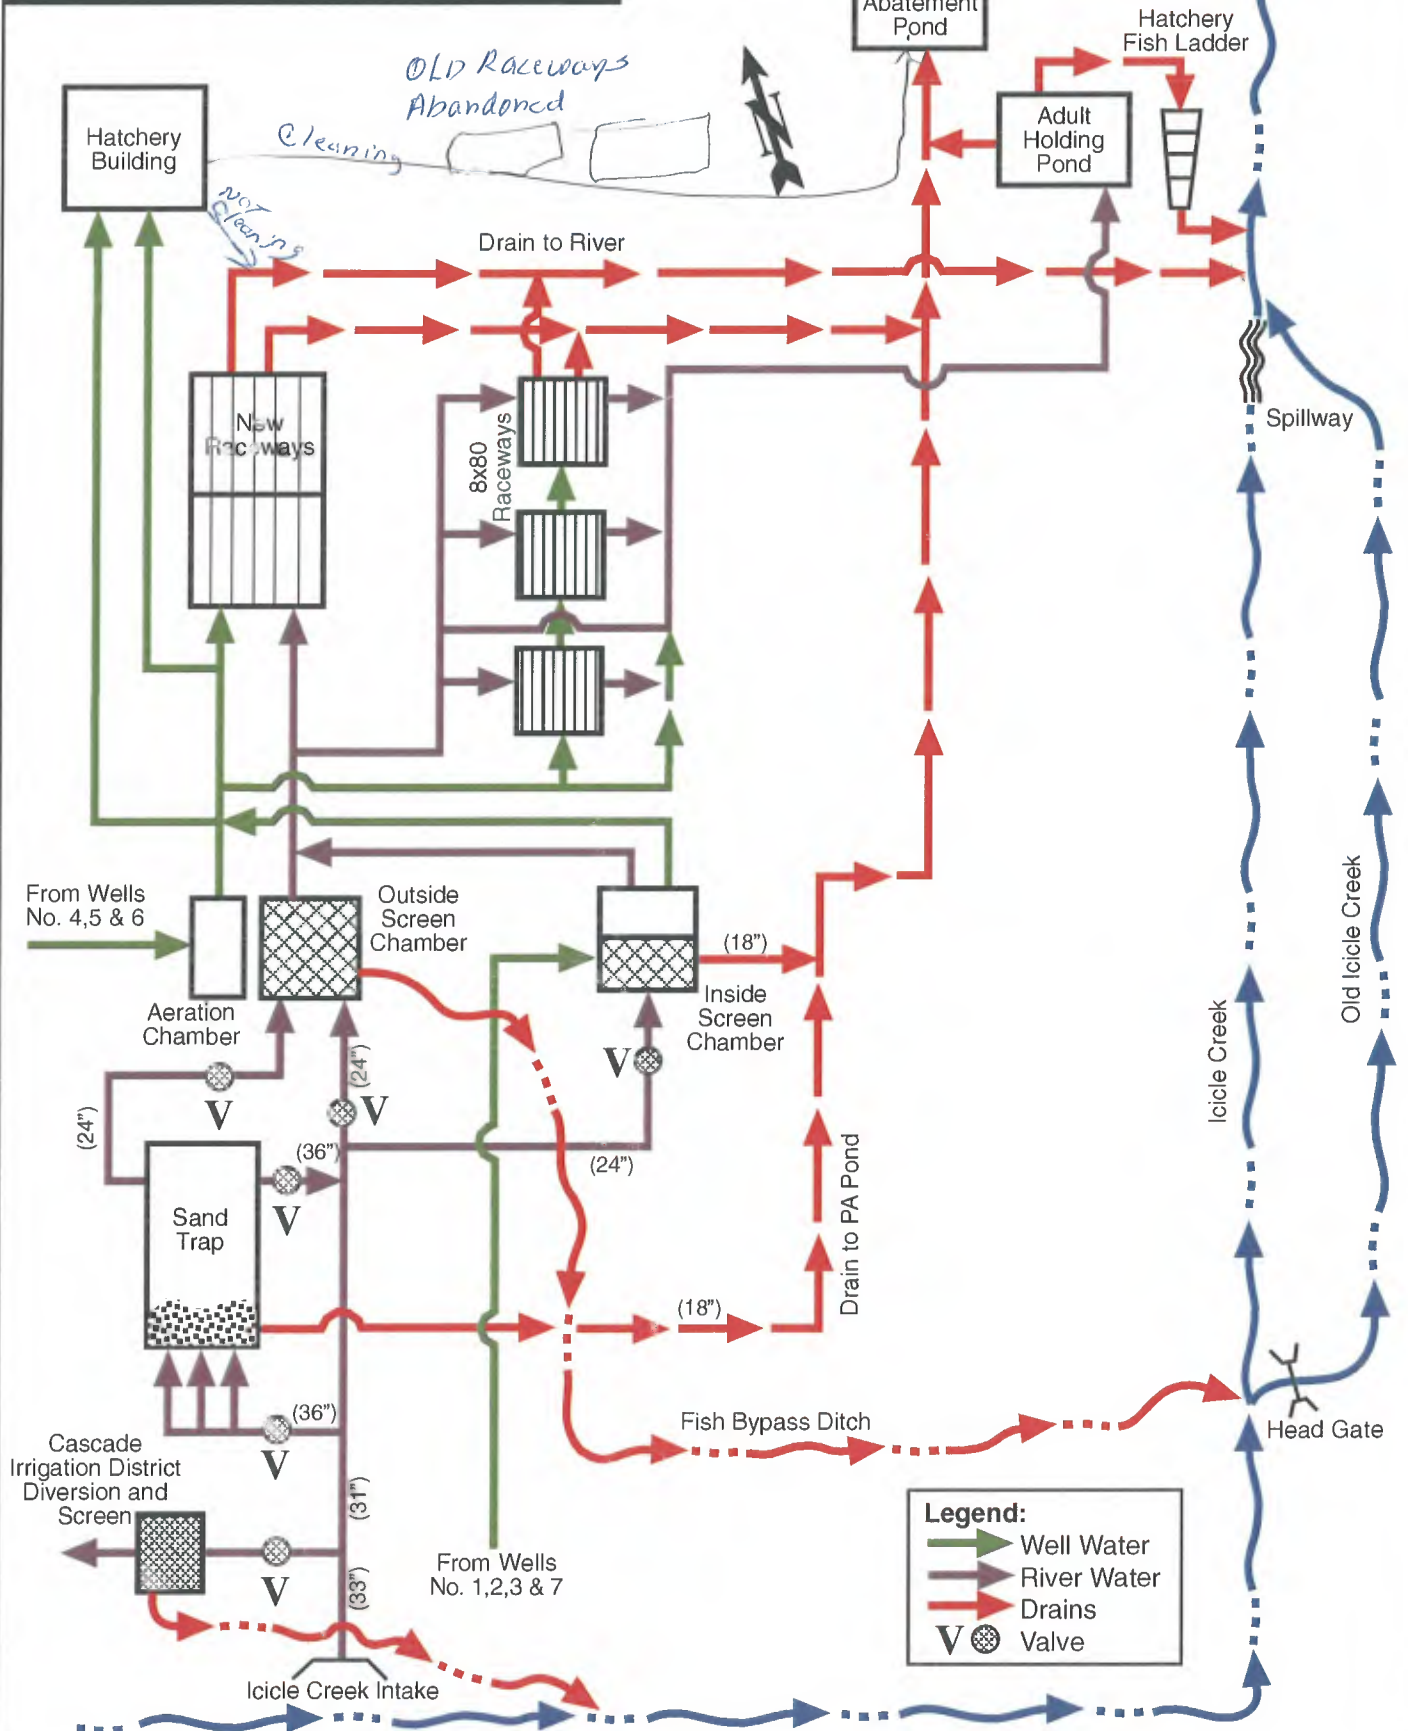 Abatement
Pond
Hatchery
Fish Ladder
OLD Raceways
Abandoned
Hatchery
Building
Cleaning
N
Adult
Holding
Pond
NOT
Cleaning
Drain to River
New
Raceways
8x80
Raceways
Spillway
From Wells
No. 4,5 & 6
Outside
Screen
Chamber
(18")
Aeration
Chamber
Inside
Screen
Chamber
Icicle Creek
Old Icicle Creek
V
V
(24")
V
(24")
(36")
(24")
V
Sand
Trap
Drain to PA Pond
(18")
(36")
V
Fish Bypass Ditch
Head Gate
Cascade
Irrigation District
Diversion and
Screen
(31")
V
(33")
From Wells
No. 1,2,3 & 7
Legend:
Well Water
River Water
Drains
V Valve
Icicle Creek Intake